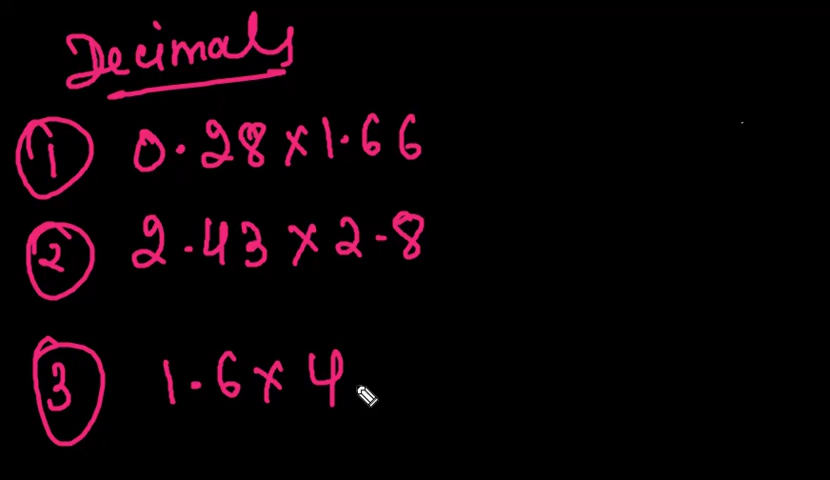 Decimals
1 0.28 x 1.66
2 2.43 x 2.8
3 1.6 x 4